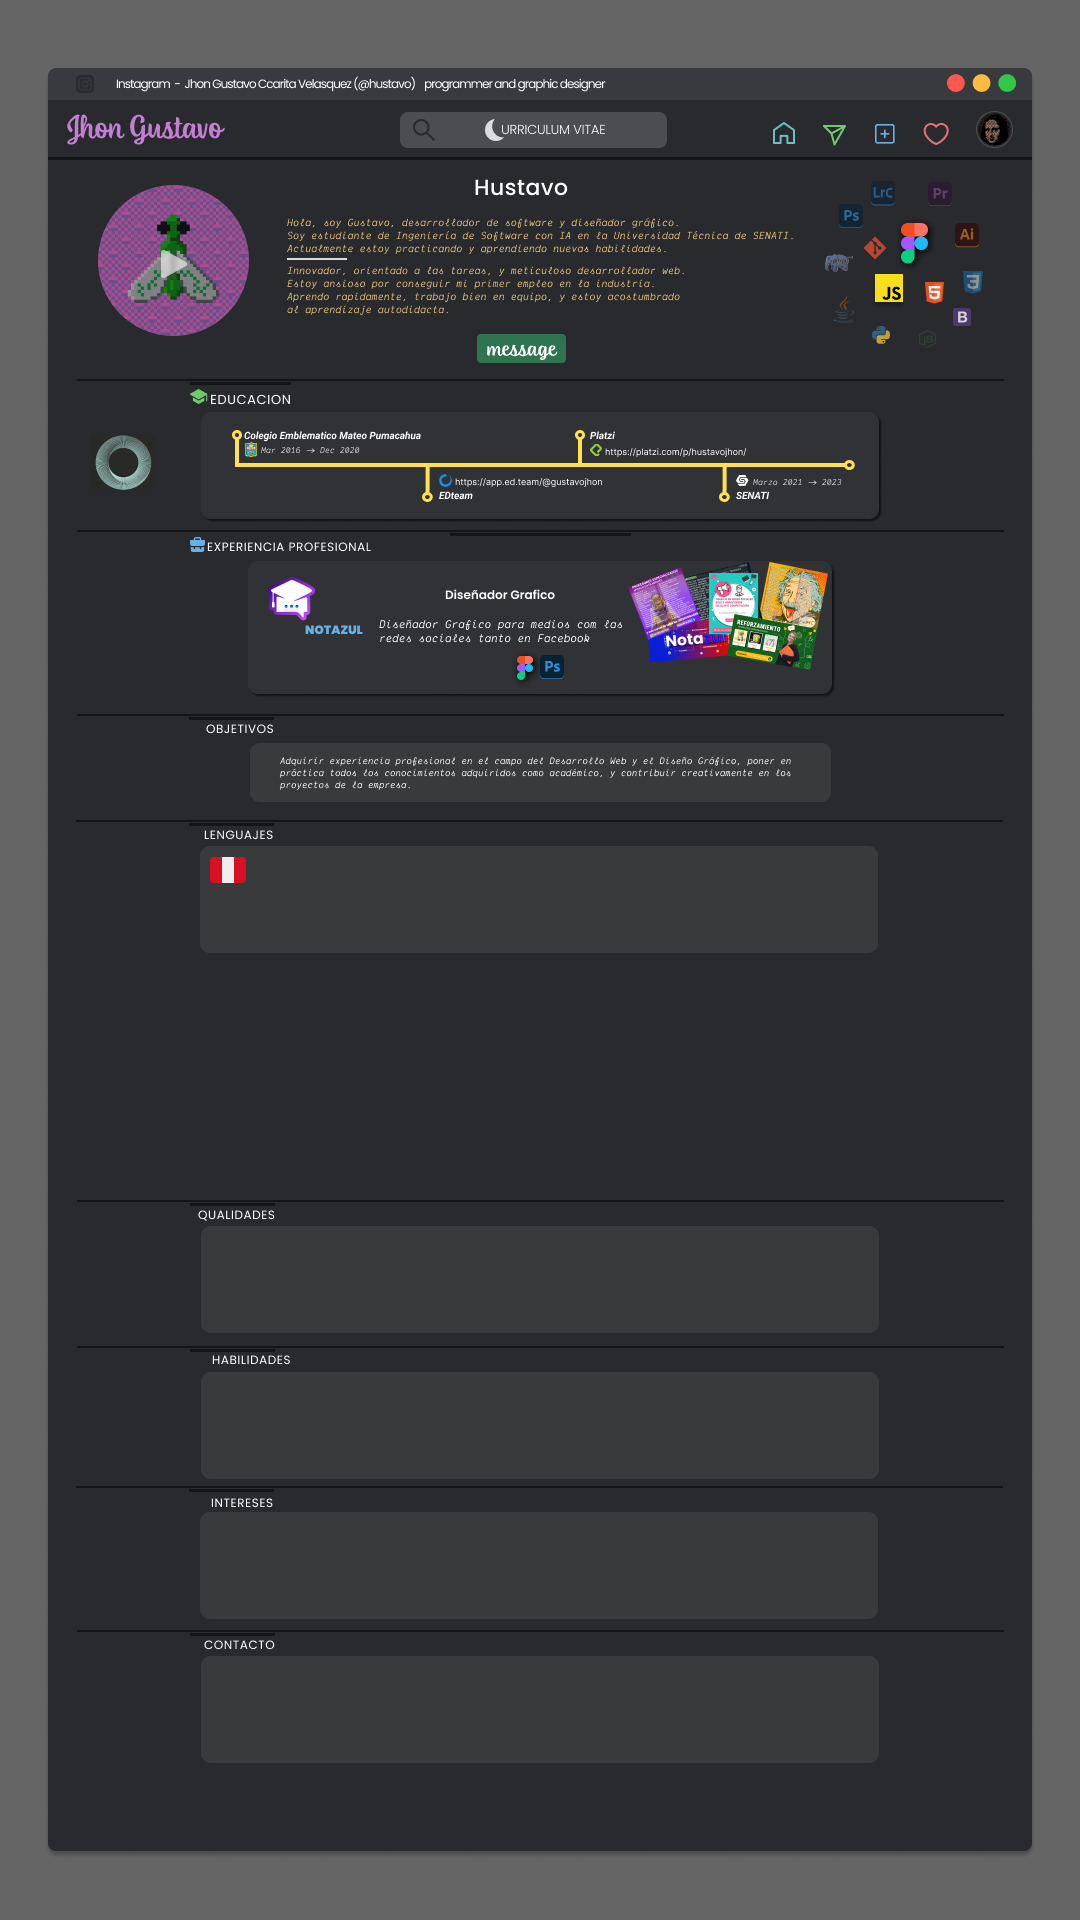 Instagram - Jhon Gustavo Ccarita Velasquez (@hustavo) programmer and graphic designer
Jhon Gustavo
URRICULUM VITAE
Hustavo
Hola, soy Gustavo, desarrollador de software y diseñador gráfico.
Soy estudiante de Ingeniería de Software con IA en la Universidad Técnica de SENATI.
Actualmente estoy practicando y aprendiendo nuevas habilidades.
Innovador, orientado a las tareas, y meticuloso desarrollador web.
Estoy ansioso por conseguir mi primer empleo en la industria.
Aprendo rapidamente, trabajo bien en equipo, y estoy acostumbrado
al aprendizaje autodidacta.
message
LrC
Pr
Ps
Ai
JS
5
3
B
EDUCACION
Colegio Emblematico Mateo Pumacahua
Mar 2016 -> Dec 2020
Platzi
https://platzi.com/p/hustavojhon/
https://app.ed.team/@gustavojhon
EDteam
Marzo 2021 -> 2023
SENATI
EXPERIENCIA PROFESIONAL
NOTAZUL
Diseñador Grafico
Diseñador Grafico para medios com las
redes sociales tanto en Facebook
Ps
REFORZAMIENTO
Notazul
OBJETIVOS
Adquirir experiencia profesional en el campo del Desarrollo Web y el Diseño Gráfico, poner en
práctica todos los conocimientos adquiridos como académico, y contribuir creativamente en los
proyectos de la empresa.
LENGUAJES
QUALIDADES
HABILIDADES
INTERESES
CONTACTO